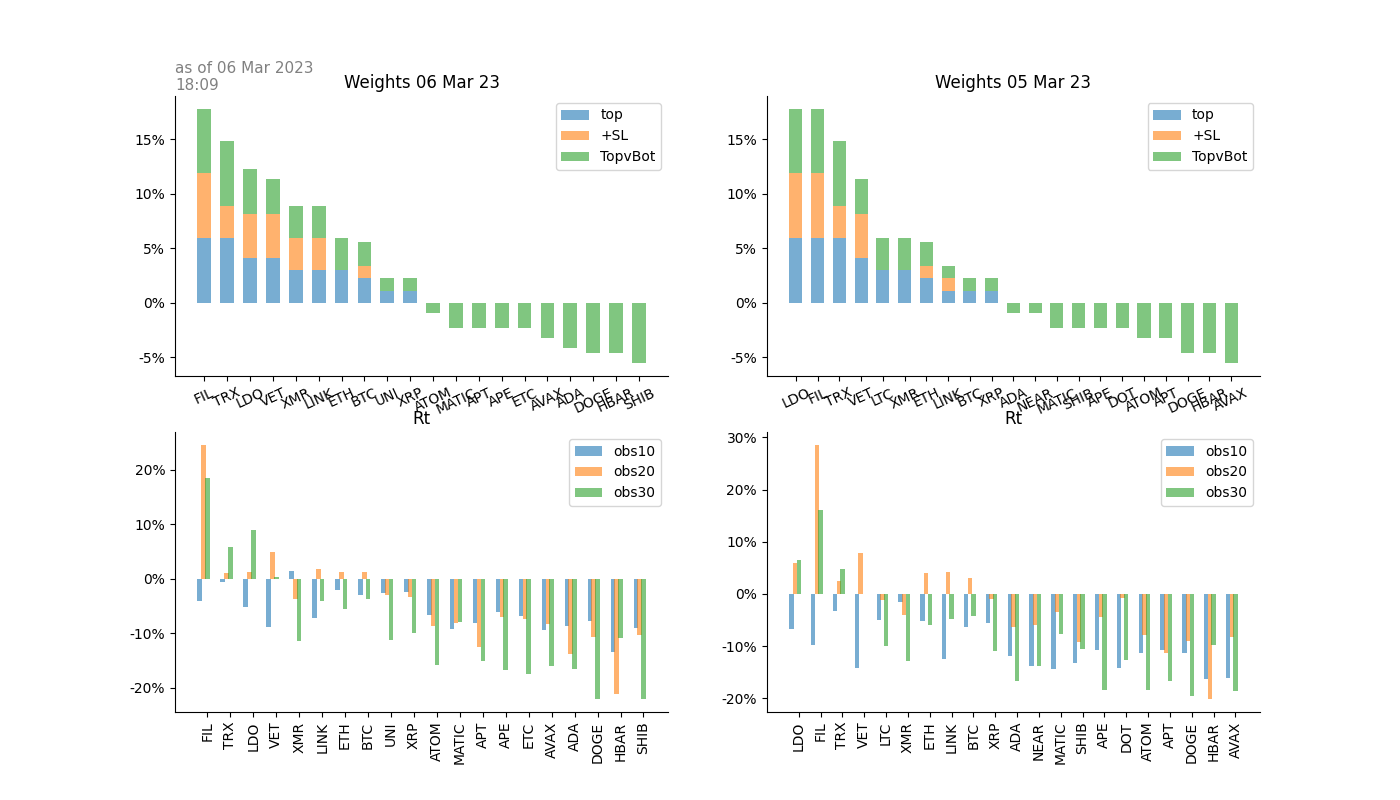 as of 06 Mar 2023
18:09
Weights 06 Mar 23
top
+SL
TopvBot
15%
10%
5%
0%
-5%
FIL TRX LDO VET XMR LINK ETH BTC UNI XRP ATOM MATIC APT APE ETC AVAX ADA DOGE HBAR SHIB
Weights 05 Mar 23
top
+SL
TopvBot
15%
10%
5%
0%
-5%
LDO FIL TRX VET LTC XMR ETH LINK BTC XRP ADA NEAR MATIC SHIB APE DOT ATOM APT DOGE HBAR AVAX
Rt
obs10
obs20
obs30
20%
10%
0%
-10%
-20%
FIL TRX LDO VET XMR LINK ETH BTC UNI XRP ATOM MATIC APT APE ETC AVAX ADA DOGE HBAR SHIB
Rt
obs10
obs20
obs30
30%
20%
10%
0%
-10%
-20%
LDO FIL TRX VET LTC XMR ETH LINK BTC XRP ADA NEAR MATIC SHIB APE DOT ATOM APT DOGE HBAR AVAX